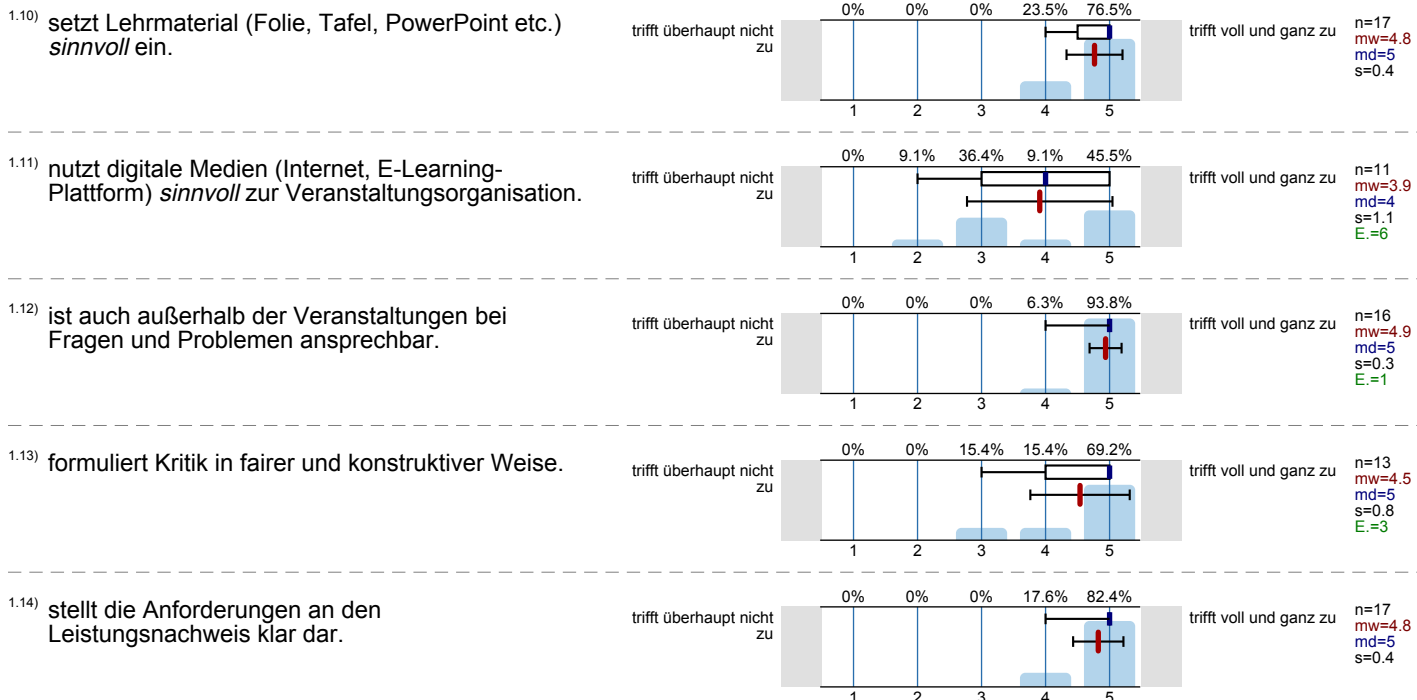 0% 0% 0% 23.5% 76.5%
1.10) setzt Lehrmaterial (Folie, Tafel, PowerPoint etc.)
sinnvoll ein.
trifft überhaupt nicht
zu
trifft voll und ganz zu
n=17
mw=4.8
md=5
s=0.4
1 2 3 4 5
0% 9.1% 36.4% 9.1% 45.5%
1.11) nutzt digitale Medien (Internet, E-Learning-
Plattform) sinnvoll zur Veranstaltungsorganisation.
trifft überhaupt nicht
zu
trifft voll und ganz zu
n=11
mw=3.9
md=4
s=1.1
E.=6
1 2 3 4 5
0% 0% 0% 6.3% 93.8%
1.12) ist auch außerhalb der Veranstaltungen bei
Fragen und Problemen ansprechbar.
trifft überhaupt nicht
zu
trifft voll und ganz zu
n=16
mw=4.9
md=5
s=0.3
E.=1
1 2 3 4 5
0% 0% 15.4% 15.4% 69.2%
1.13) formuliert Kritik in fairer und konstruktiver Weise.
trifft überhaupt nicht
zu
trifft voll und ganz zu
n=13
mw=4.5
md=5
s=0.8
E.=3
1 2 3 4 5
0% 0% 0% 17.6% 82.4%
1.14) stellt die Anforderungen an den
Leistungsnachweis klar dar.
trifft überhaupt nicht
zu
trifft voll und ganz zu
n=17
mw=4.8
md=5
s=0.4
1 2 3 4 5